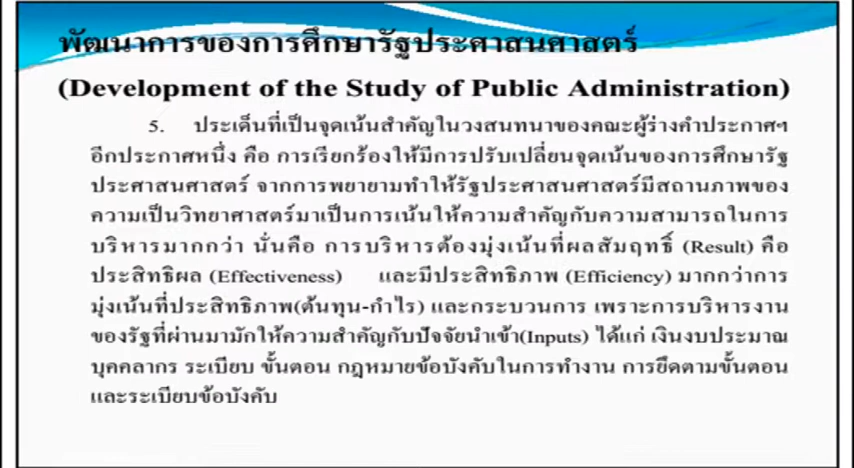 พัฒนาการของการศึกษารัฐประศาสนศาสตร์
(Development of the Study of Public Administration)
5. ประเด็นที่เป็นจุดเน้นสำคัญในวงสนทนาของคณะผู้ร่างคำประกาศฯ
อีกประกาศหนึ่ง คือ การเรียกร้องให้มีการปรับเปลี่ยนจุดเน้นของการศึกษารัฐ
ประศาสนศาสตร์ จากการพยายามทำให้รัฐประศาสนศาสตร์มีสถานภาพของ
ความเป็นวิทยาศาสตร์มาเป็นการเน้นให้ความสำคัญกับความสามารถในการ
บริหารมากกว่า นั่นคือ การบริหารต้องมุ่งเน้นที่ผลสัมฤทธิ์ (Result) คือ
ประสิทธิผล (Effectiveness) และมีประสิทธิภาพ (Efficiency) มากกว่าการ
มุ่งเน้นที่ประสิทธิภาพ(ต้นทุน-กำไร) และกระบวนการ เพราะการบริหารงาน
ของรัฐที่ผ่านมามักให้ความสำคัญกับปัจจัยนำเข้า(Inputs) ได้แก่ เงินงบประมาณ
บุคคลากร ระเบียบ ขั้นตอน กฎหมายข้อบังคับในการทำงาน การยึดตามขั้นตอน
และระเบียบข้อบังคับ